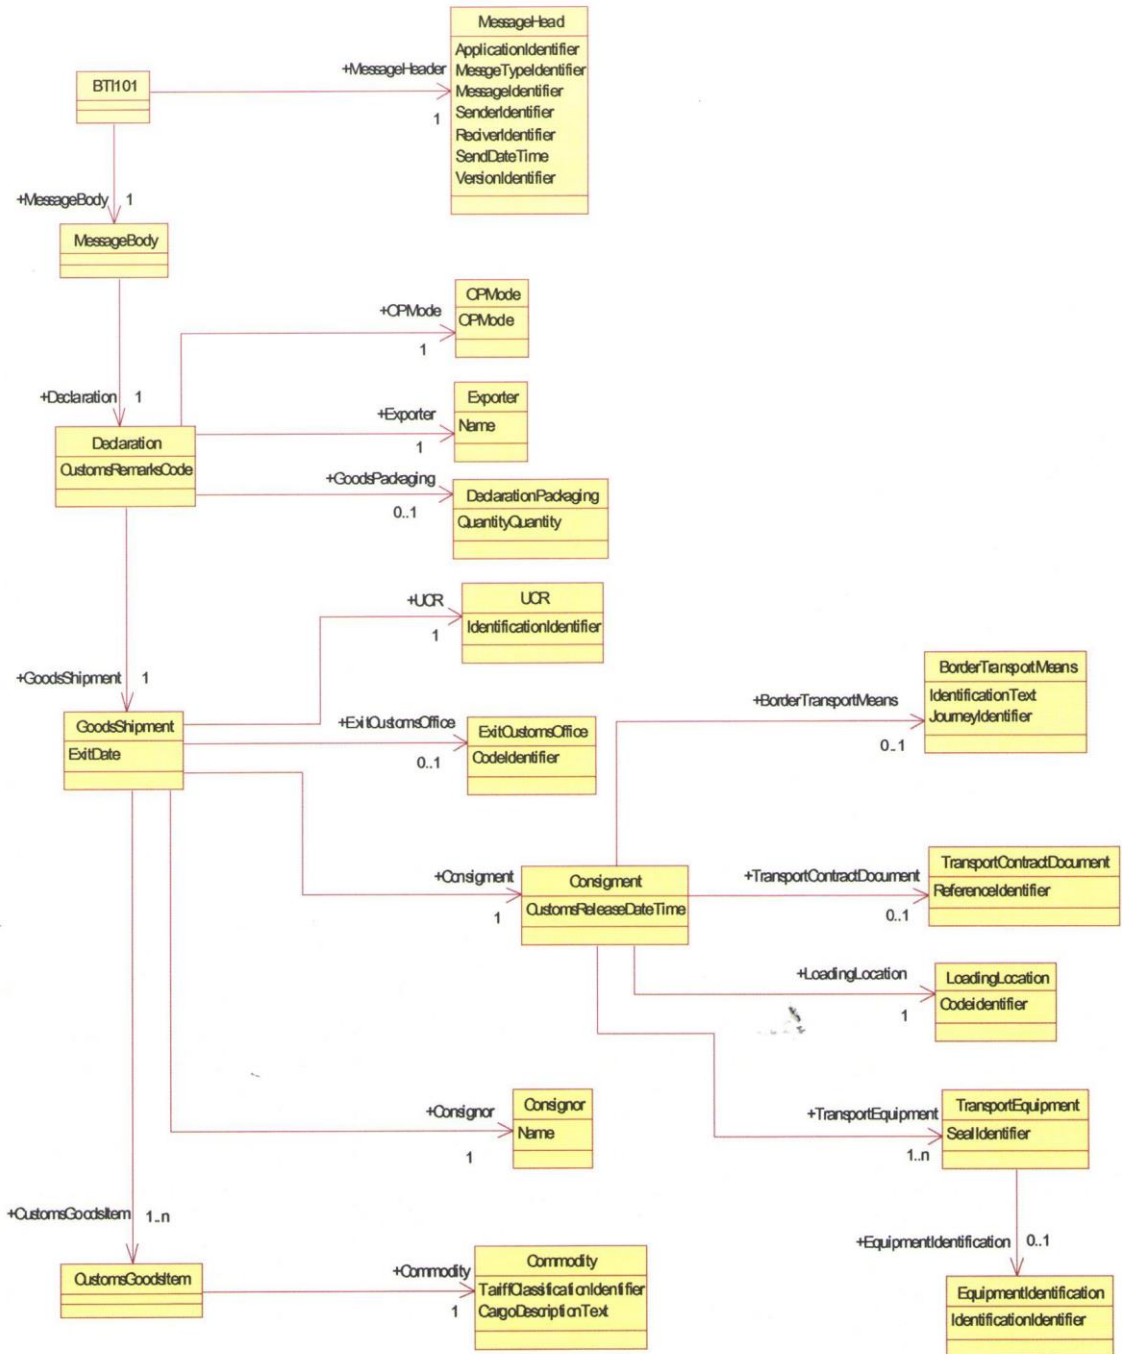 MessageHead
ApplicationIdentifier
MessgeTypeIdentifier
MessageIdentifier
SenderIdentifier
ReciverIdentifier
SendDateTime
VersionIdentifier
+MessageHeader
1
BTI101
+MessageBody 1
MessageBody
OPMode
OPMode
+OPMode
1
+Declaration 1
Exporter
Name
+Exporter
1
Declaration
CustomsRemarksCode
+GoodsPackaging
0..1
DeclarationPackaging
QuantityQuantity
+UCR
1
UCR
IdentificationIdentifier
+GoodsShipment 1
GoodsShipment
ExitDate
+ExitCustomsOffice
0..1
ExitCustomsOffice
CodeIdentifier
+BorderTransportMeans
0..1
BorderTransportMeans
IdentificationText
JourneyIdentifier
+Consigment
1
Consigment
CustomsReleaseDateTime
+TransportContractDocument
0..1
TransportContractDocument
ReferenceIdentifier
+LoadingLocation
1
LoadingLocation
Codeidentifier
+Consignor
1
Consignor
Name
+TransportEquipment
1..n
TransportEquipment
SealIdentifier
+CustomsGoodsItem 1..n
CustomsGoodsItem
+Commodity
1
Commodity
TariffClassificationIdentifier
CargoDescriptionText
+EquipmentIdentification 0..1
EquipmentIdentification
IdentificationIdentifier